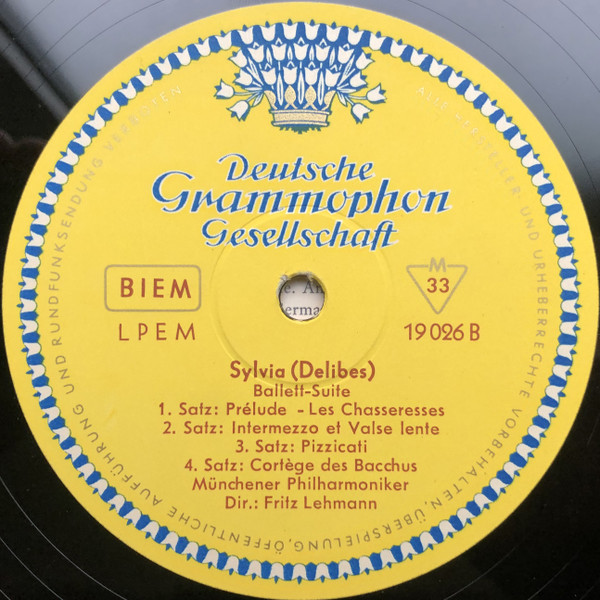 Deutsche
Grammophon
Gesellschaft
BIEM
LPEM
M
33
19026 B
Sylvia (Delibes)
Ballett-Suite
1. Satz: Prélude - Les Chasseresses
2. Satz: Intermezzo et Valse lente
3. Satz: Pizzicati
4. Satz: Cortège des Bacchus
Münchener Philharmoniker
Dir.: Fritz Lehmann
ALLE HERSTELLER- UND URHEBERRECHTE VORBEHALTEN, ÜBERSPIELUNG, ÖFFENTLICHE AUFFÜHRUNG UND RUNDFUNKSENDUNG VERBOTEN